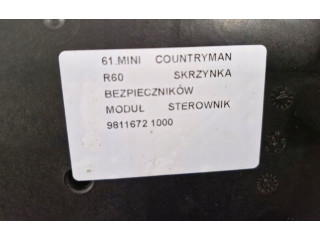 61.MINI COUNTRYMAN
R60 SKRZYNKA
BEZPIECZNIKÓW
MODUŁ STEROWNIK
9811672 1000